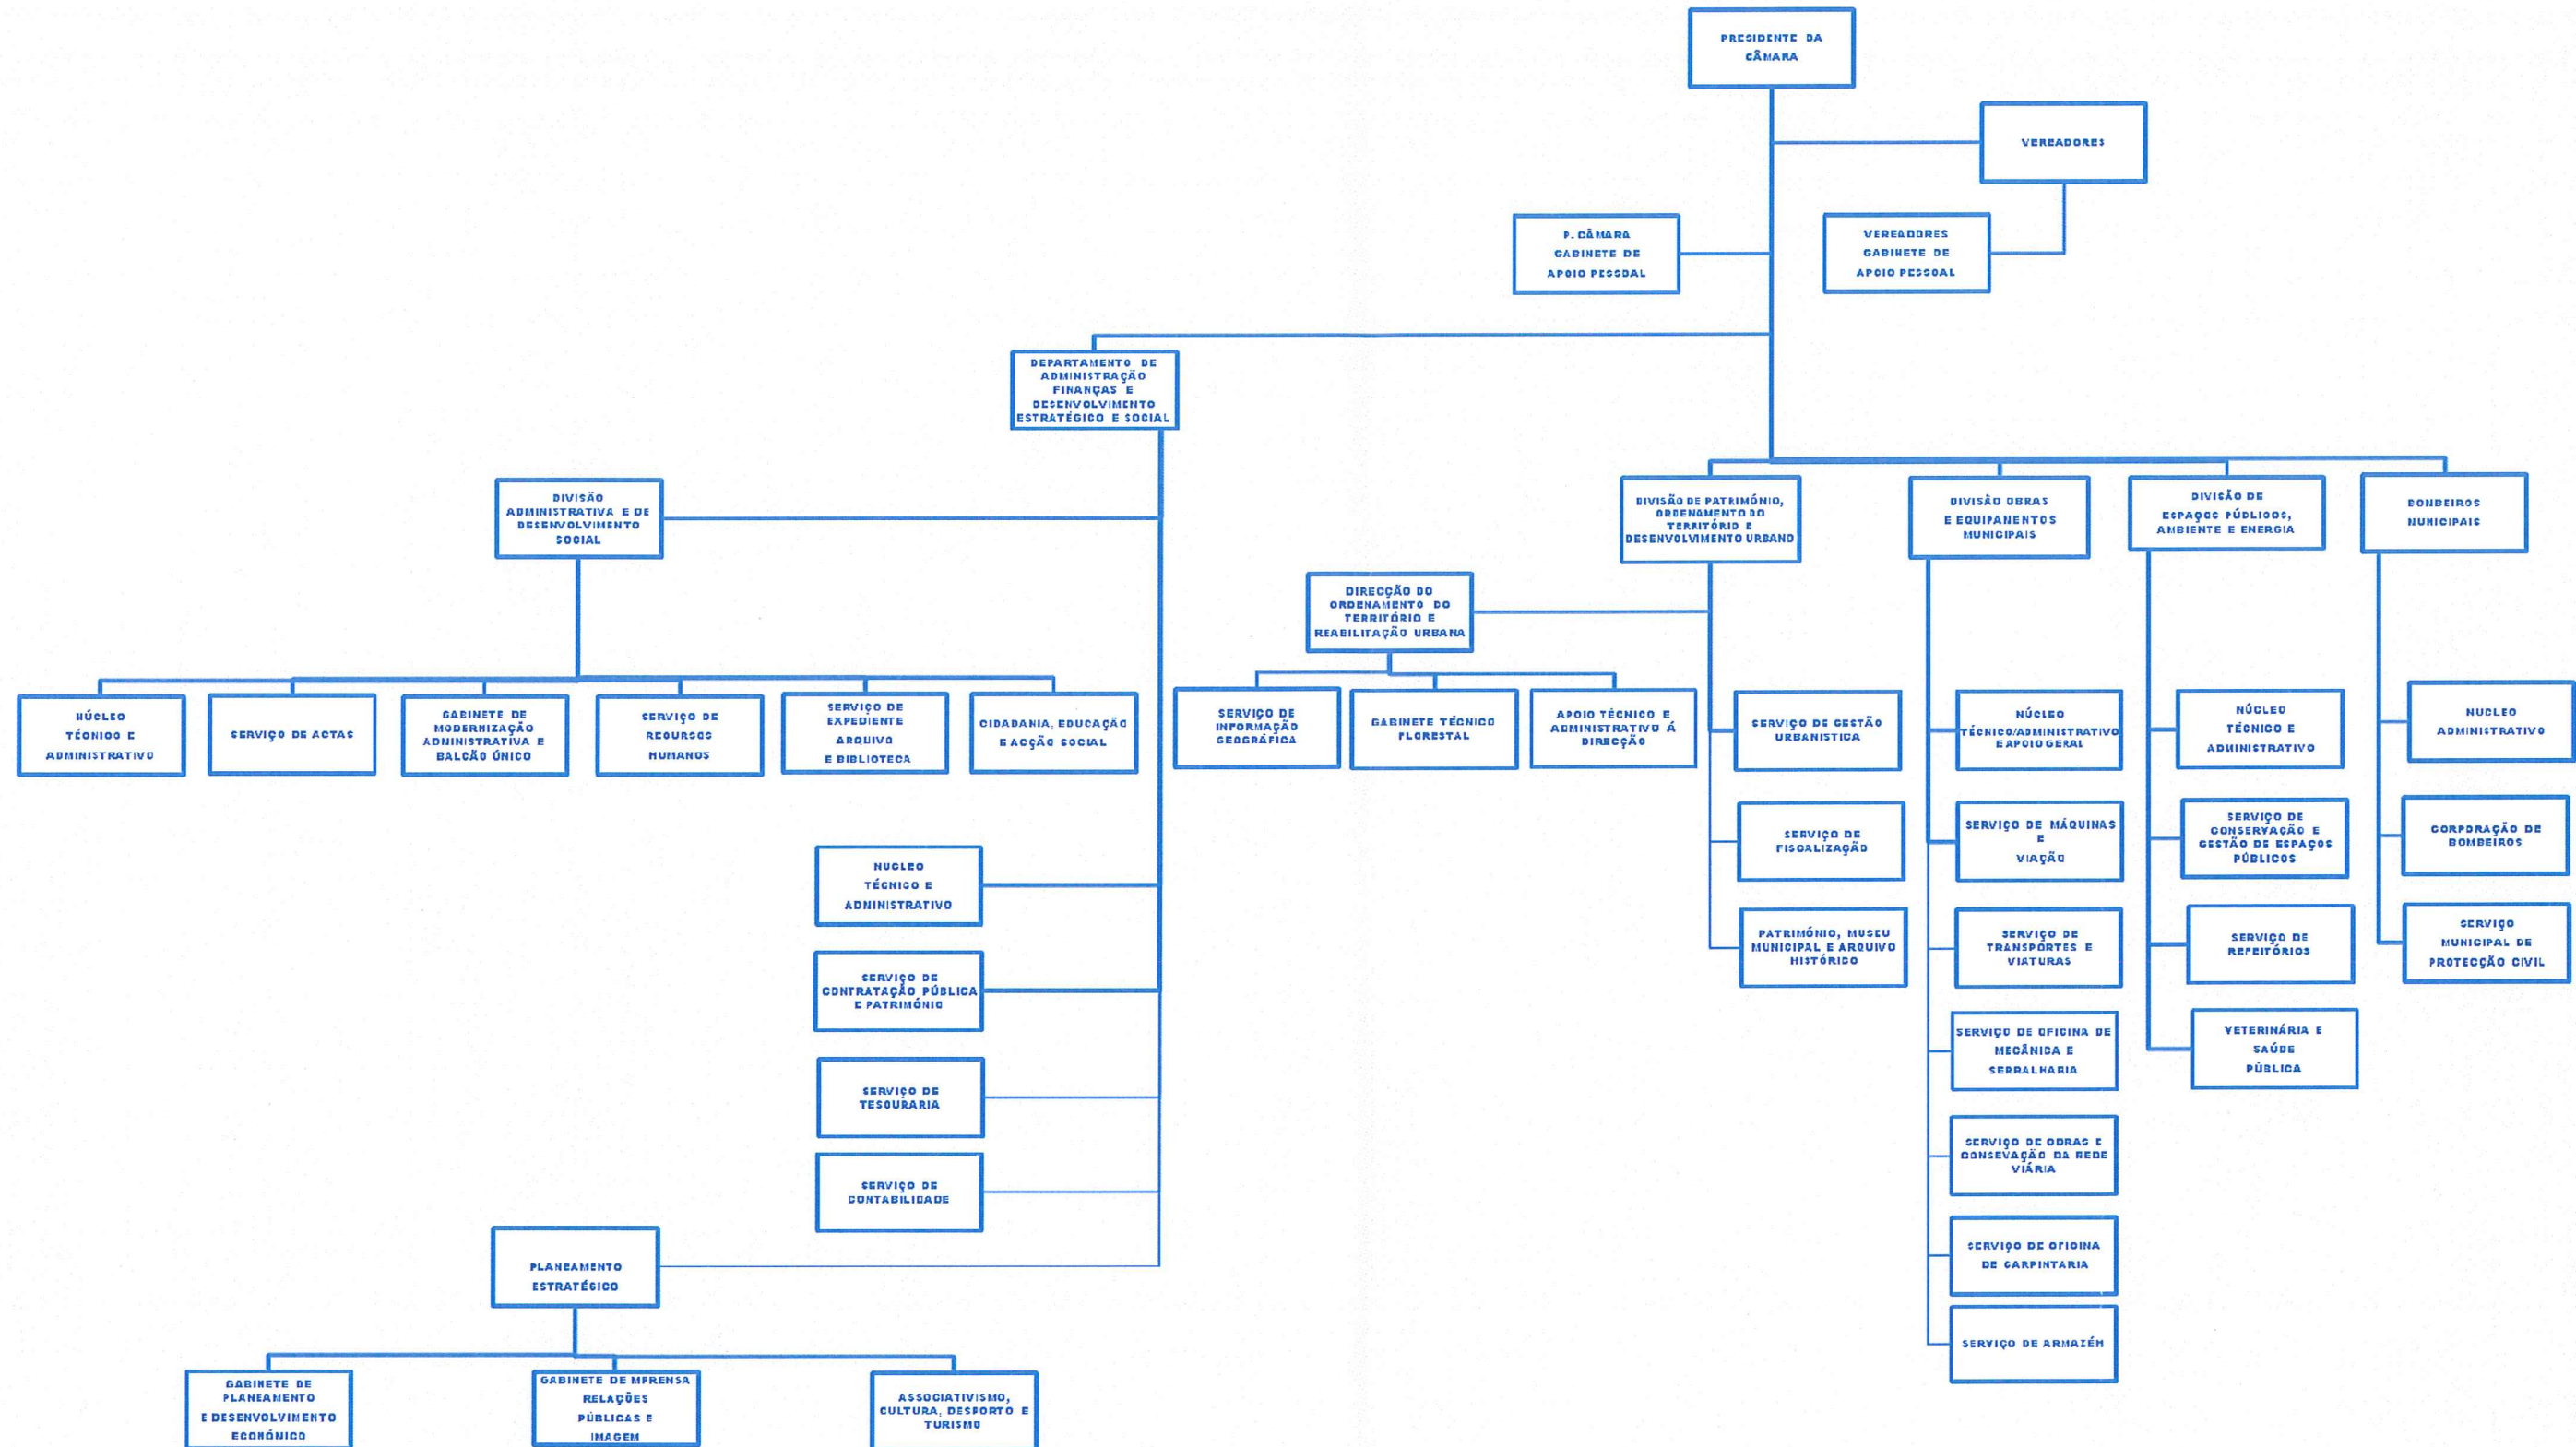 PRESIDENTE DA
CÂMARA
VEREADORES
P. CÂMARA
GABINETE DE
APOIO PESSOAL
VEREADORES
GABINETE DE
APOIO PESSOAL
DEPARTAMENTO DE
ADMINISTRAÇÃO
FINANÇAS E
DESENVOLVIMENTO
ESTRATÉGICO E SOCIAL
DIVISÃO
ADMINISTRATIVA E DE
DESENVOLVIMENTO
SOCIAL
DIVISÃO DE PATRIMÓNIO,
ORDENAMENTO DO
TERRITÓRIO E
DESENVOLVIMENTO URBANO
DIVISÃO OBRAS
E EQUIPAMENTOS
MUNICIPAIS
DIVISÃO DE
ESPAÇOS PÚBLICOS,
AMBIENTE E ENERGIA
BOMBEIROS
MUNICIPAIS
DIRECÇÃO DO
ORDENAMENTO DO
TERRITÓRIO E
REABILITAÇÃO URBANA
NÚCLEO
TÉCNICO E
ADMINISTRATIVO
SERVIÇO DE ACTAS
GABINETE DE
MODERNIZAÇÃO
ADMINISTRATIVA E
BALCÃO ÚNICO
SERVIÇO DE
RECURSOS
HUMANOS
SERVIÇO DE
EXPEDIENTE
ARQUIVO
E BIBLIOTECA
CIDADANIA, EDUCAÇÃO
E ACÇÃO SOCIAL
SERVIÇO DE
INFORMAÇÃO
GEOGRÁFICA
GABINETE TÉCNICO
FLORESTAL
APOIO TÉCNICO E
ADMINISTRATIVO Á
DIRECÇÃO
SERVIÇO DE GESTÃO
URBANISTICA
NÚCLEO
TÉCNICO/ADMINISTRATIVO
E APOIO GERAL
NÚCLEO
TÉCNICO E
ADMINISTRATIVO
NUCLEO
ADMINISTRATIVO
SERVIÇO DE
FISCALIZAÇÃO
SERVIÇO DE MÁQUINAS
E
VIAÇÃO
SERVIÇO DE
CONSERVAÇÃO E
GESTÃO DE ESPAÇOS
PÚBLICOS
CORPORAÇÃO DE
BOMBEIROS
NUCLEO
TÉCNICO E
ADMINISTRATIVO
PATRIMÓNIO, MUSEU
MUNICIPAL E ARQUIVO
HISTÓRICO
SERVIÇO DE
TRANSPORTES E
VIATURAS
SERVIÇO DE
REFEITÓRIOS
SERVIÇO
MUNICIPAL DE
PROTECÇÃO CIVIL
SERVIÇO DE
CONTRATAÇÃO PÚBLICA
E PATRIMÓNIO
SERVIÇO DE OFICINA DE
MECÂNICA E
SERRALHARIA
VETERINÁRIA E
SAÚDE
PÚBLICA
SERVIÇO DE
TESOURARIA
SERVIÇO DE OBRAS E
CONSEVAÇÃO DA REDE
VIÁRIA
SERVIÇO DE
CONTABILIDADE
PLANEAMENTO
ESTRATÉGICO
SERVIÇO DE OFICINA
DE CARPINTARIA
SERVIÇO DE ARMAZÉM
GABINETE DE
PLANEAMENTO
E DESENVOLVIMENTO
ECONÓMICO
GABINETE DE MPRENSA
RELAÇÕES
PÚBLICAS E
IMAGEM
ASSOCIATIVISMO,
CULTURA, DESPORTO E
TURISMO